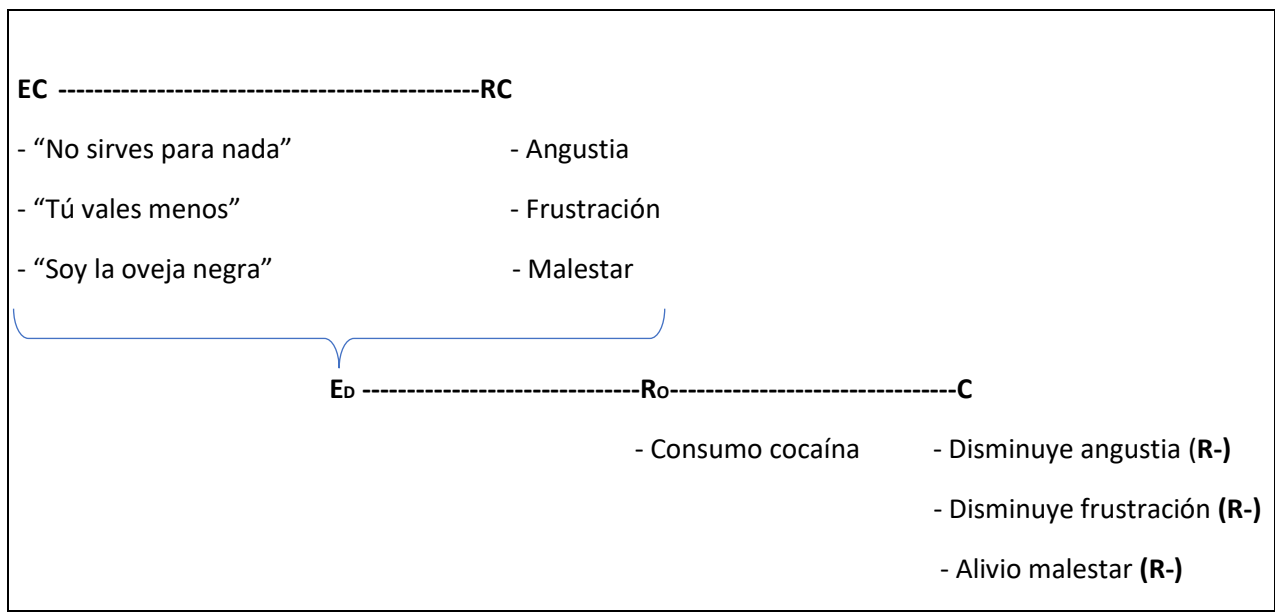 EC -----------------------------------------------RC
- “No sirves para nada” - Angustia
- “Tú vales menos” - Frustración
- “Soy la oveja negra” - Malestar
ED -------------------------------RO--------------------------------C
- Consumo cocaína - Disminuye angustia (R-)
- Disminuye frustración (R-)
- Alivio malestar (R-)